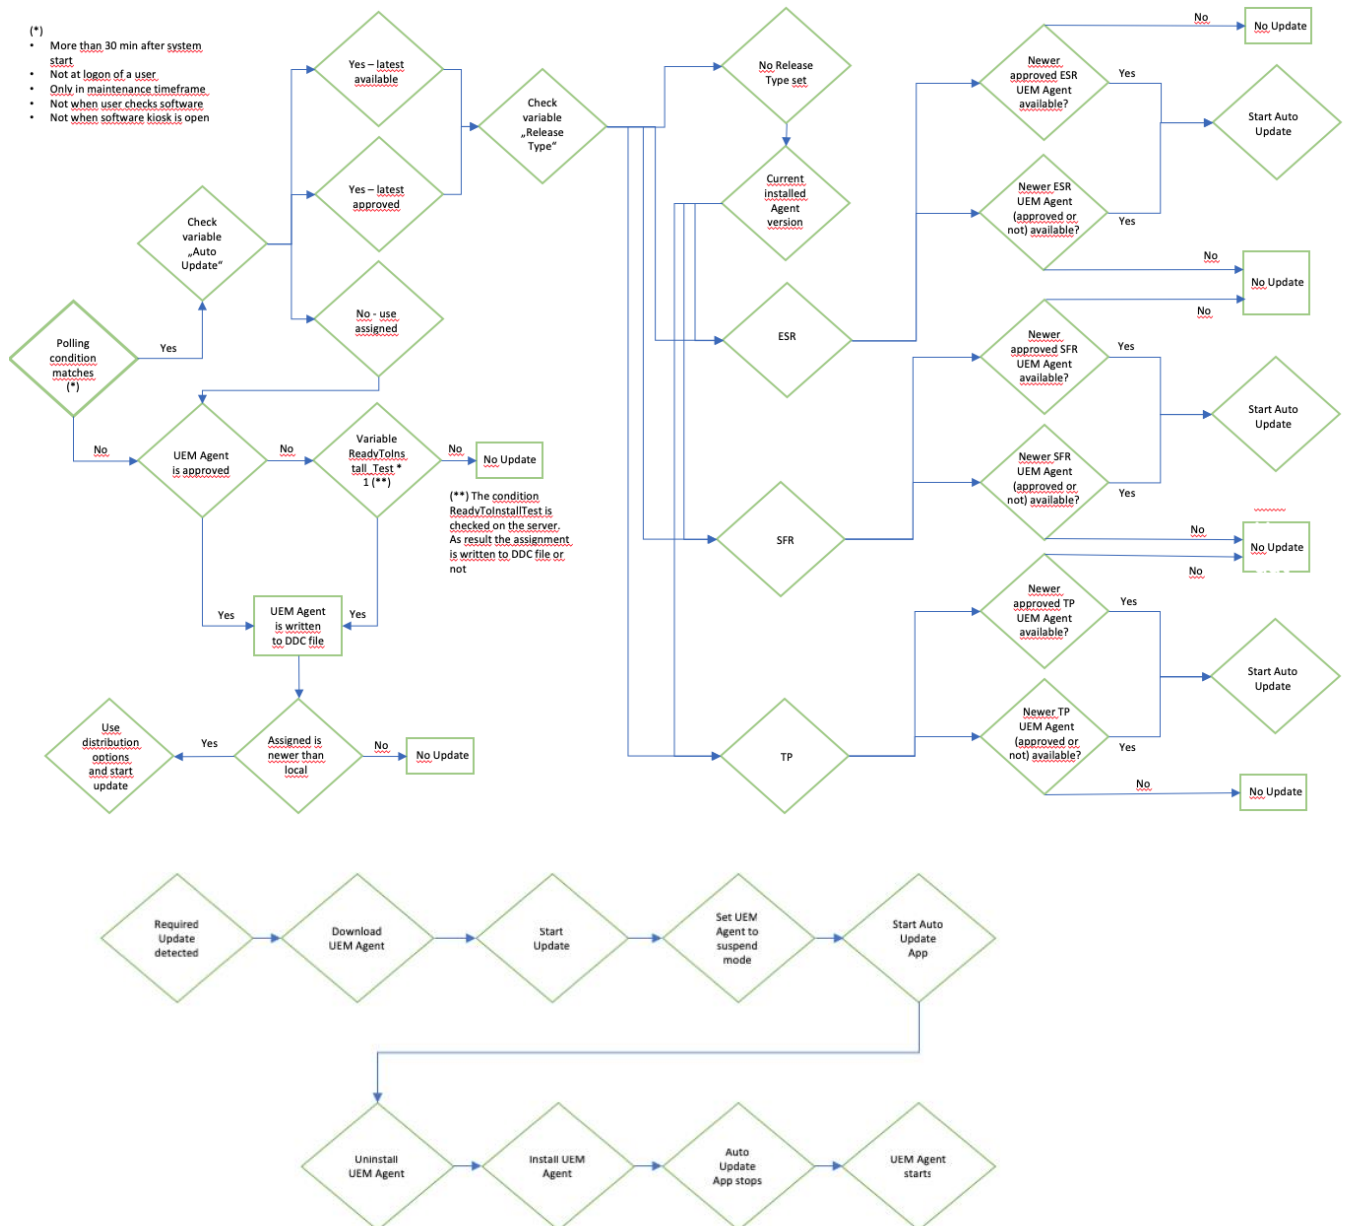 (*)
• More than 30 min after system
start
• Not at logon of a user
• Only in maintenance timeframe
• Not when user checks software
• Not when software kiosk is open
Yes – latest
available
Yes – latest
approved
No - use
assigned
Check
variable
„Auto
Update“
Check
variable
„Release
Type“
Polling
condition
matches
(*)
Yes
No
UEM Agent
is approved
No
Variable
ReadyToIns
tall_Test *
1 (**)
No
No Update
(**) The condition
ReadyToInstallTest is
checked on the server.
As result the assignment
is written to DDC file or
not
Yes
UEM Agent
is written
to DDC file
Yes
Use
distribution
options
and start
update
Yes
Assigned is
newer than
local
No
No Update
No Release
Type set
Current
installed
Agent
version
ESR
SFR
TP
Newer
approved ESR
UEM Agent
available?
No
No Update
Yes
Start Auto
Update
Newer ESR
UEM Agent
(approved or
not) available?
Yes
No
No Update
No
Newer
approved SFR
UEM Agent
available?
Yes
Start Auto
Update
Newer SFR
UEM Agent
(approved or
not) available?
Yes
No
No Update
No
Newer
approved TP
UEM Agent
available?
Yes
Start Auto
Update
Newer TP
UEM Agent
(approved or
not) available?
Yes
No
No Update
Required
Update
detected
Download
UEM Agent
Start
Update
Set UEM
Agent to
suspend
mode
Start Auto
Update
App
Uninstall
UEM Agent
Install UEM
Agent
Auto
Update
App stops
UEM Agent
starts